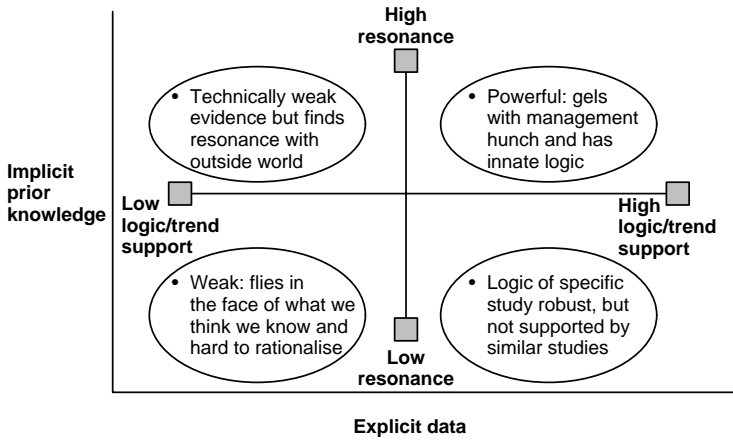 High
resonance
• Technically weak
evidence but finds
resonance with
outside world
• Powerful: gels
with management
hunch and has
innate logic
Implicit
prior
knowledge
Low
logic/trend
support
High
logic/trend
support
• Weak: flies in
the face of what we
think we know and
hard to rationalise
• Logic of specific
study robust, but
not supported by
similar studies
Low
resonance
Explicit data